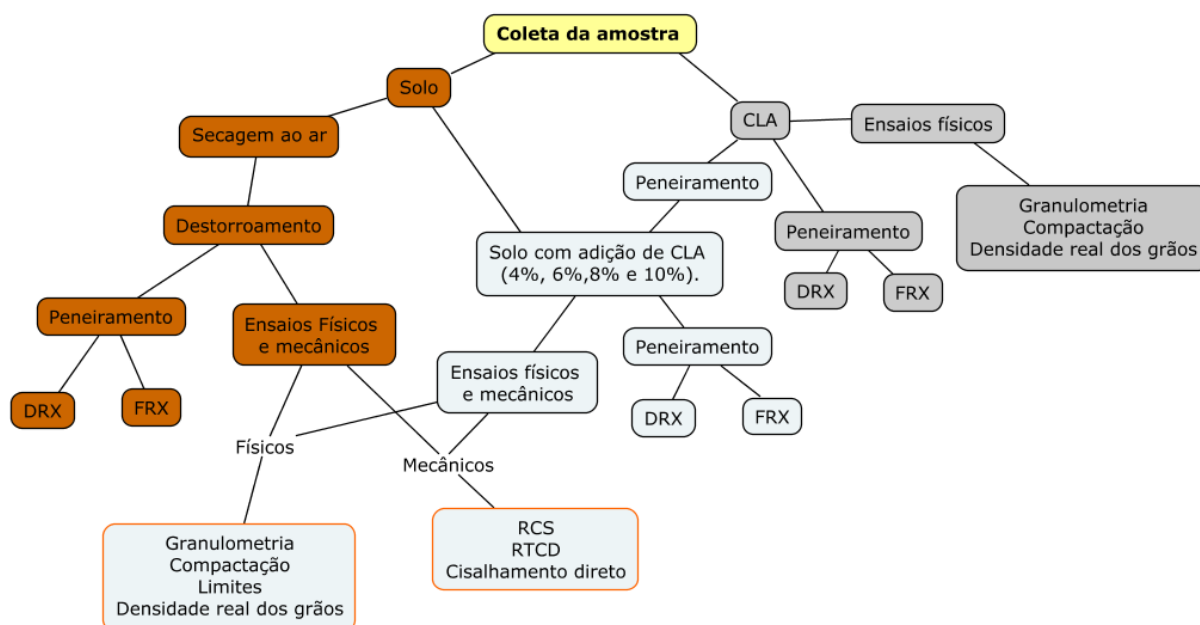 Coleta da amostra
Solo
CLA
Ensaios físicos
Secagem ao ar
Peneiramento
Granulometria
Compactação
Densidade real dos grãos
Destorroamento
Peneiramento
Solo com adição de CLA
(4%, 6%,8% e 10%).
DRX
FRX
Peneiramento
Ensaios Físicos
e mecânicos
Peneiramento
Ensaios físicos
e mecânicos
DRX
FRX
DRX
FRX
Físicos
Mecânicos
RCS
RTCD
Cisalhamento direto
Granulometria
Compactação
Limites
Densidade real dos grãos